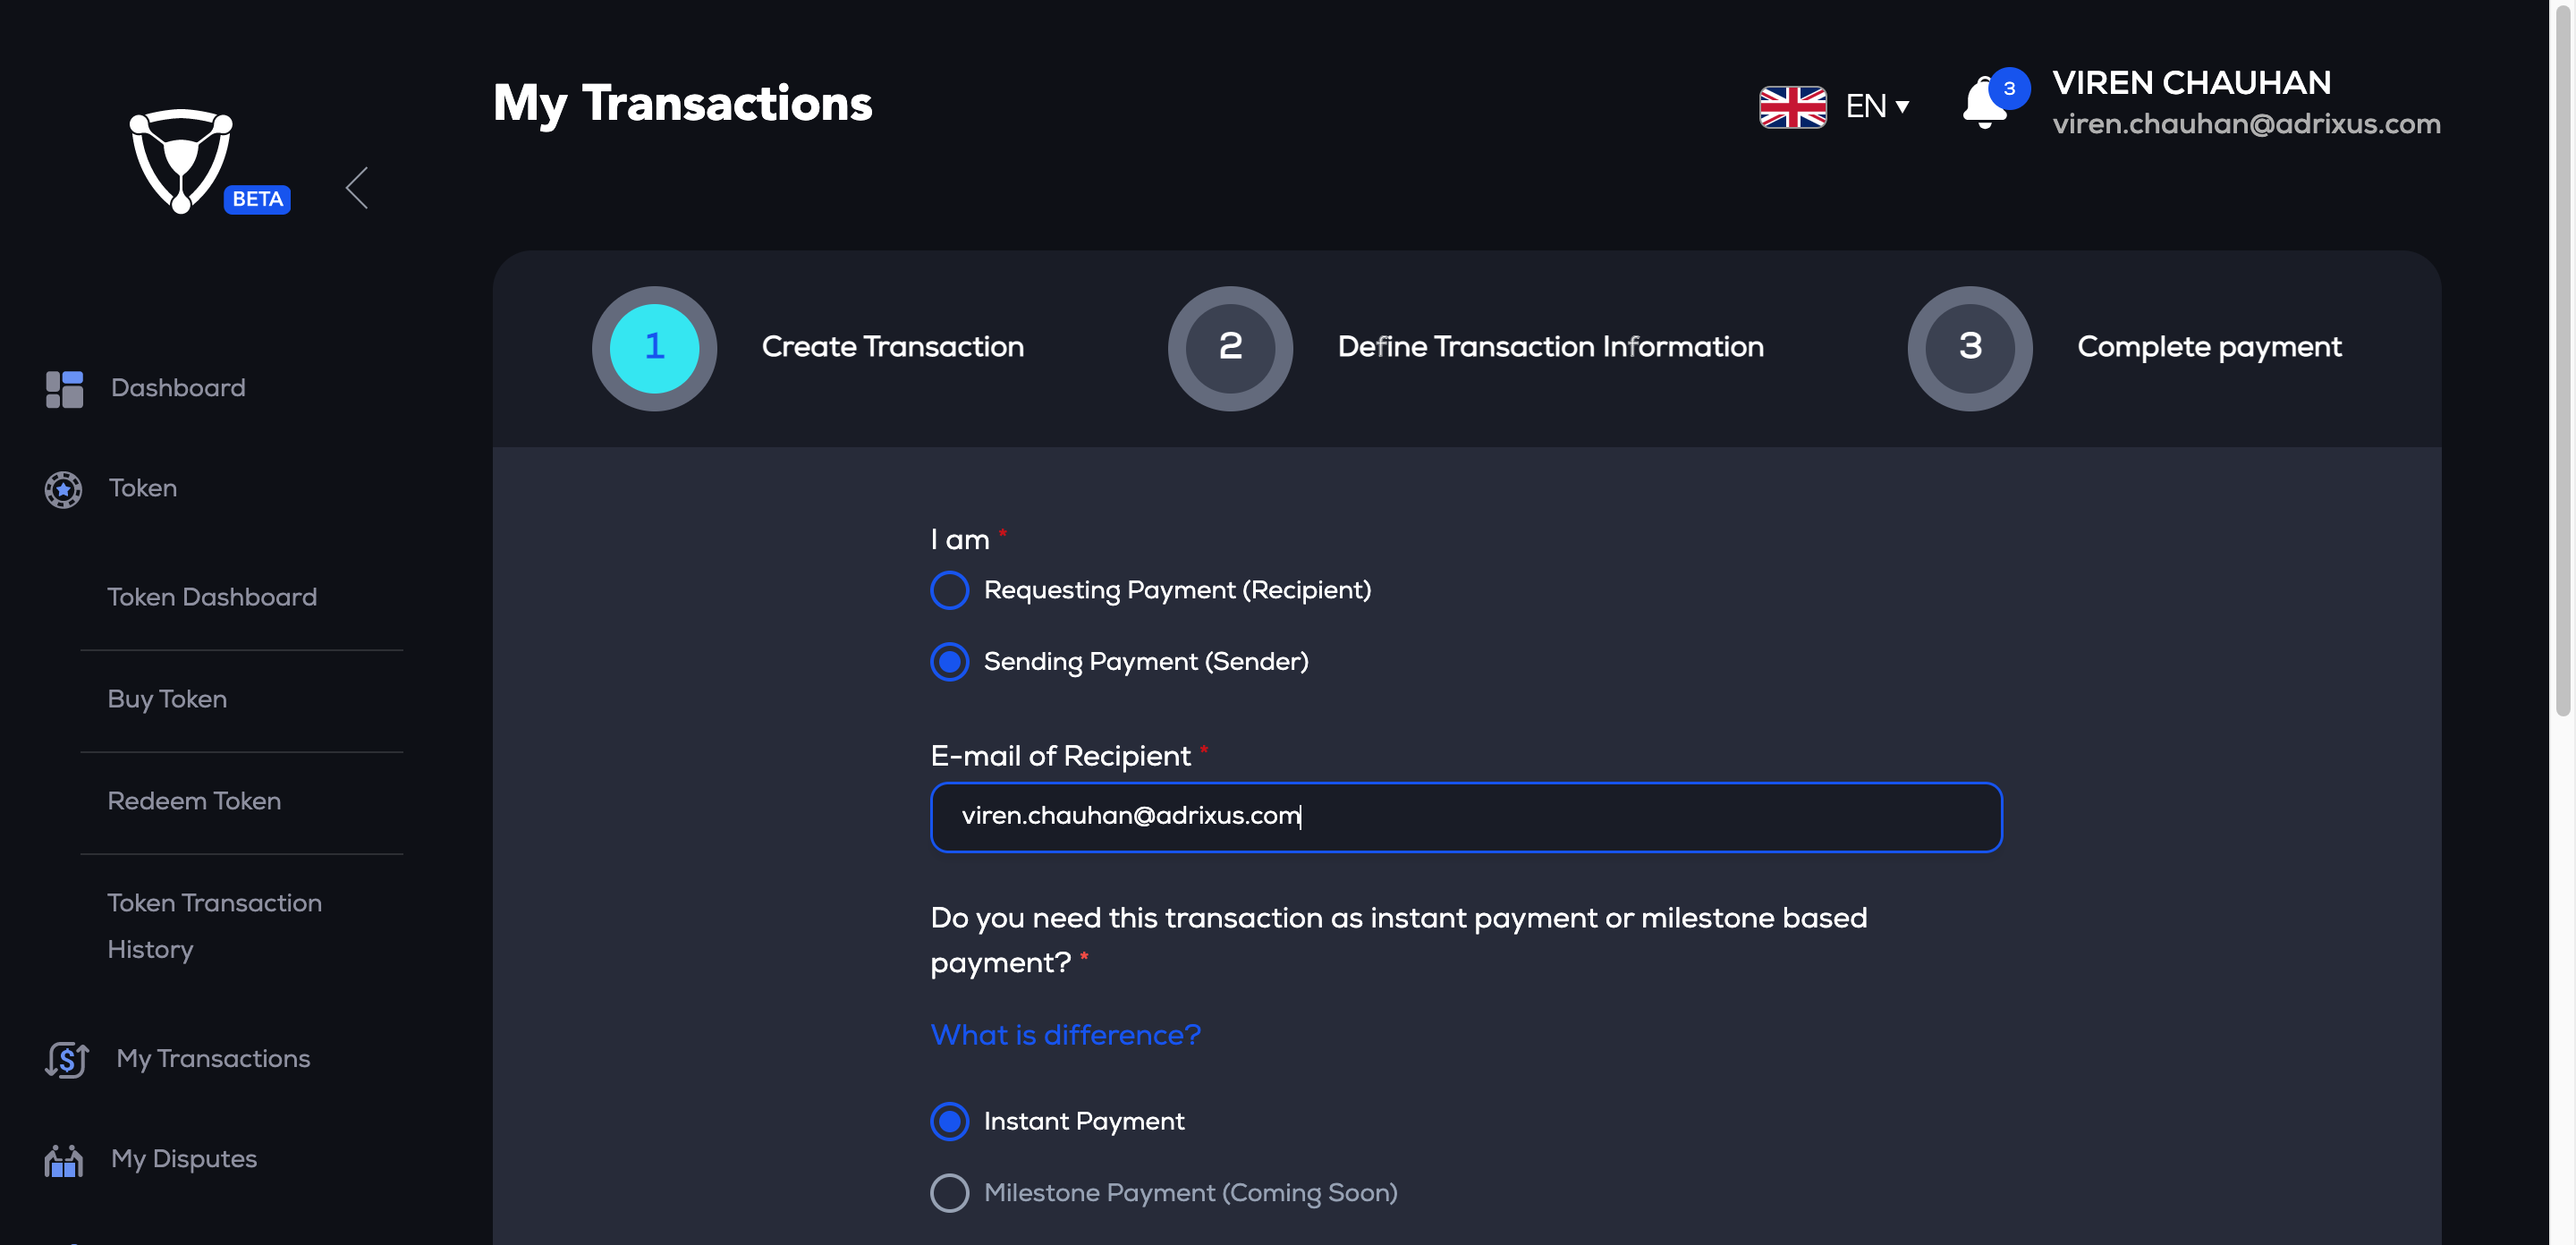 My Transactions
EN
3
VIREN CHAUHAN
viren.chauhan@adrixus.com
BETA
1
Create Transaction
2
Define Transaction Information
3
Complete payment
Dashboard
Token
Token Dashboard
Buy Token
Redeem Token
Token Transaction
History
My Transactions
My Disputes
I am *
Requesting Payment (Recipient)
Sending Payment (Sender)
E-mail of Recipient *
viren.chauhan@adrixus.com
Do you need this transaction as instant payment or milestone based
payment? *
What is difference?
Instant Payment
Milestone Payment (Coming Soon)